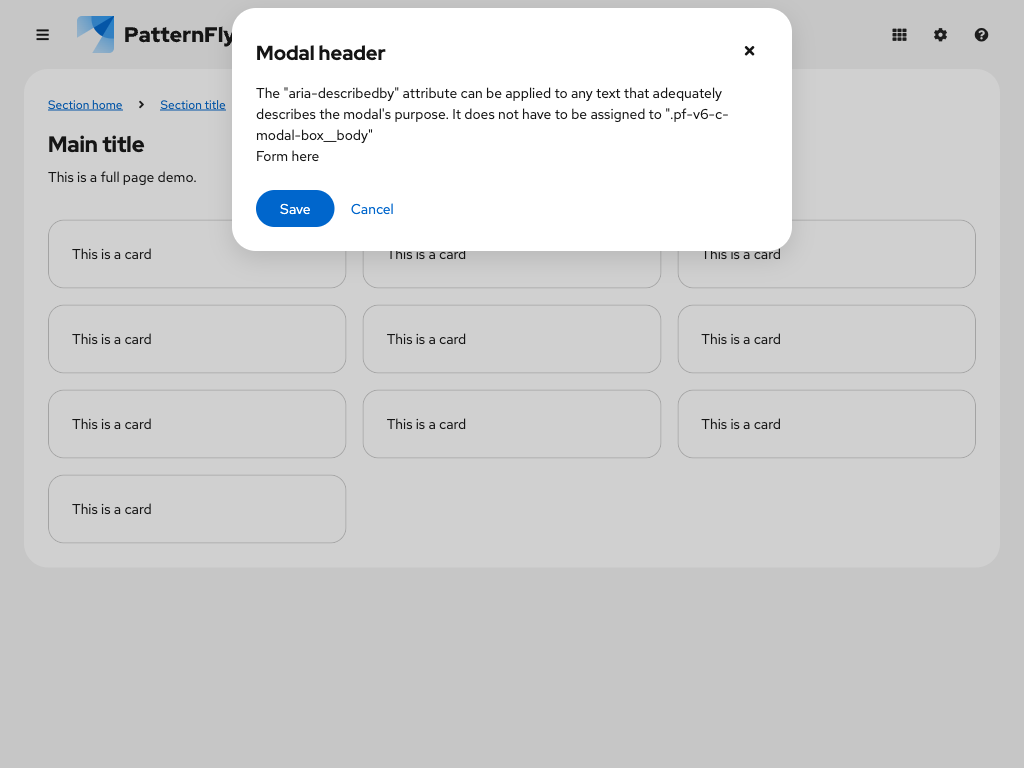 PatternFly
Modal header
The "aria-describedby" attribute can be applied to any text that adequately
describes the modal's purpose. It does not have to be assigned to ".pf-v6-c-
modal-box__body"
Form here
Save Cancel
Section home Section title
Main title
This is a full page demo.
This is a card This is a card This is a card
This is a card This is a card This is a card
This is a card This is a card This is a card
This is a card